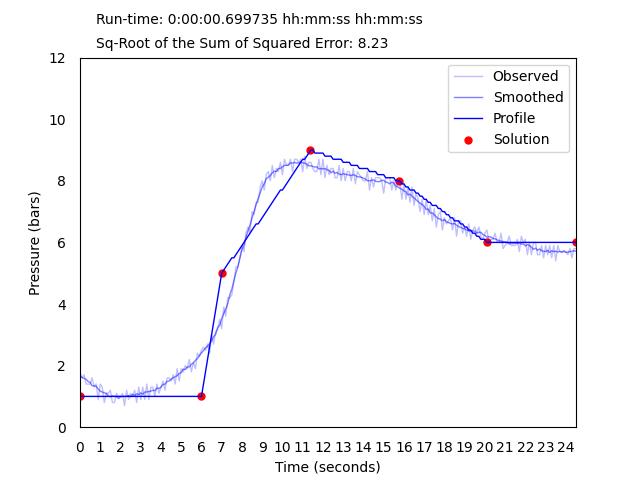 Run-time: 0:00:00.699735 hh:mm:ss hh:mm:ss
Sq-Root of the Sum of Squared Error: 8.23
12
10
8
6
4
2
0
Pressure (bars)
Observed
Smoothed
Profile
Solution
0 1 2 3 4 5 6 7 8 9 10 11 12 13 14 15 16 17 18 19 20 21 22 23 24
Time (seconds)